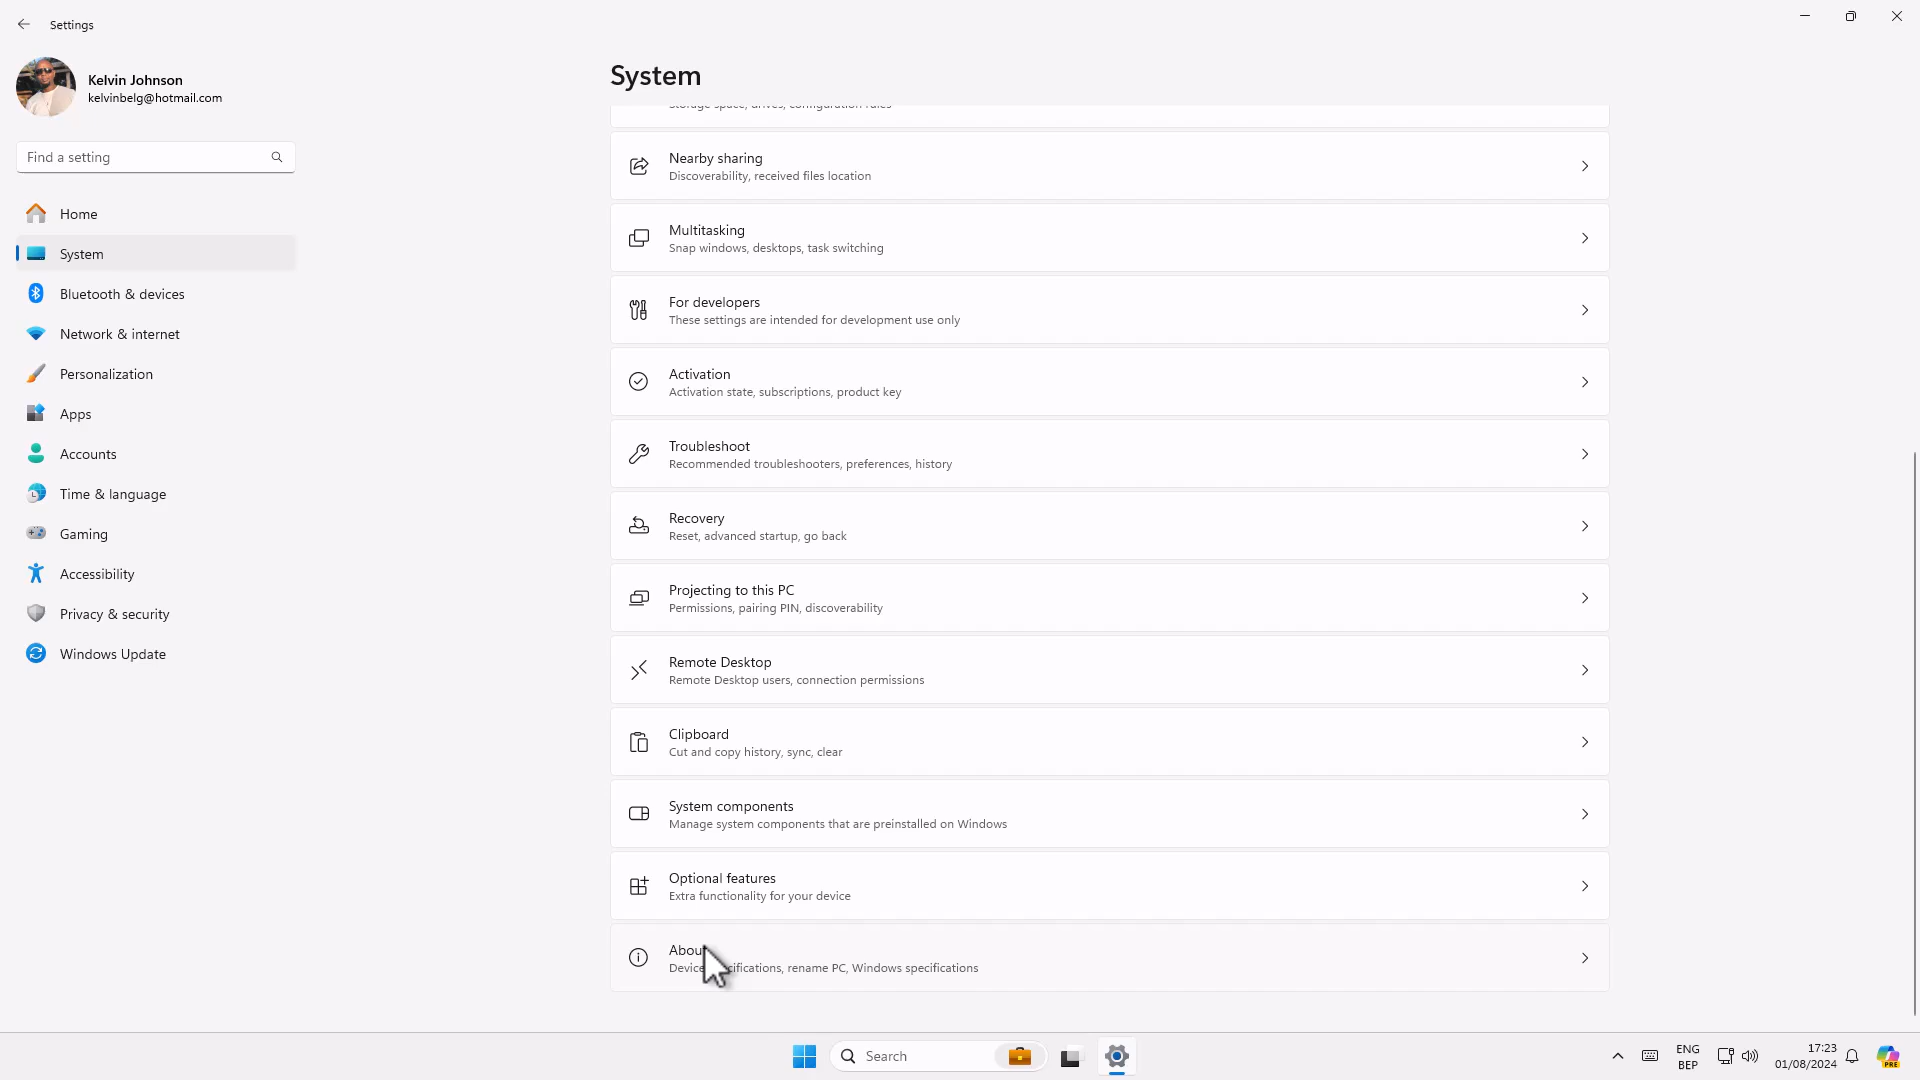 Settings
Kelvin Johnson
kelvinbelg@hotmail.com
Find a setting
Home
System
Bluetooth & devices
Network & internet
Personalization
Apps
Accounts
Time & language
Gaming
Accessibility
Privacy & security
Windows Update
System
Storage space, drives, configuration rules
Nearby sharing
Discoverability, received files location
Multitasking
Snap windows, desktops, task switching
For developers
These settings are intended for development use only
Activation
Activation state, subscriptions, product key
Troubleshoot
Recommended troubleshooters, preferences, history
Recovery
Reset, advanced startup, go back
Projecting to this PC
Permissions, pairing PIN, discoverability
Remote Desktop
Remote Desktop users, connection permissions
Clipboard
Cut and copy history, sync, clear
System components
Manage system components that are preinstalled on Windows
Optional features
Extra functionality for your device
About
Device specifications, rename PC, Windows specifications
Search
ENG
BEP
17:23
01/08/2024
PRE